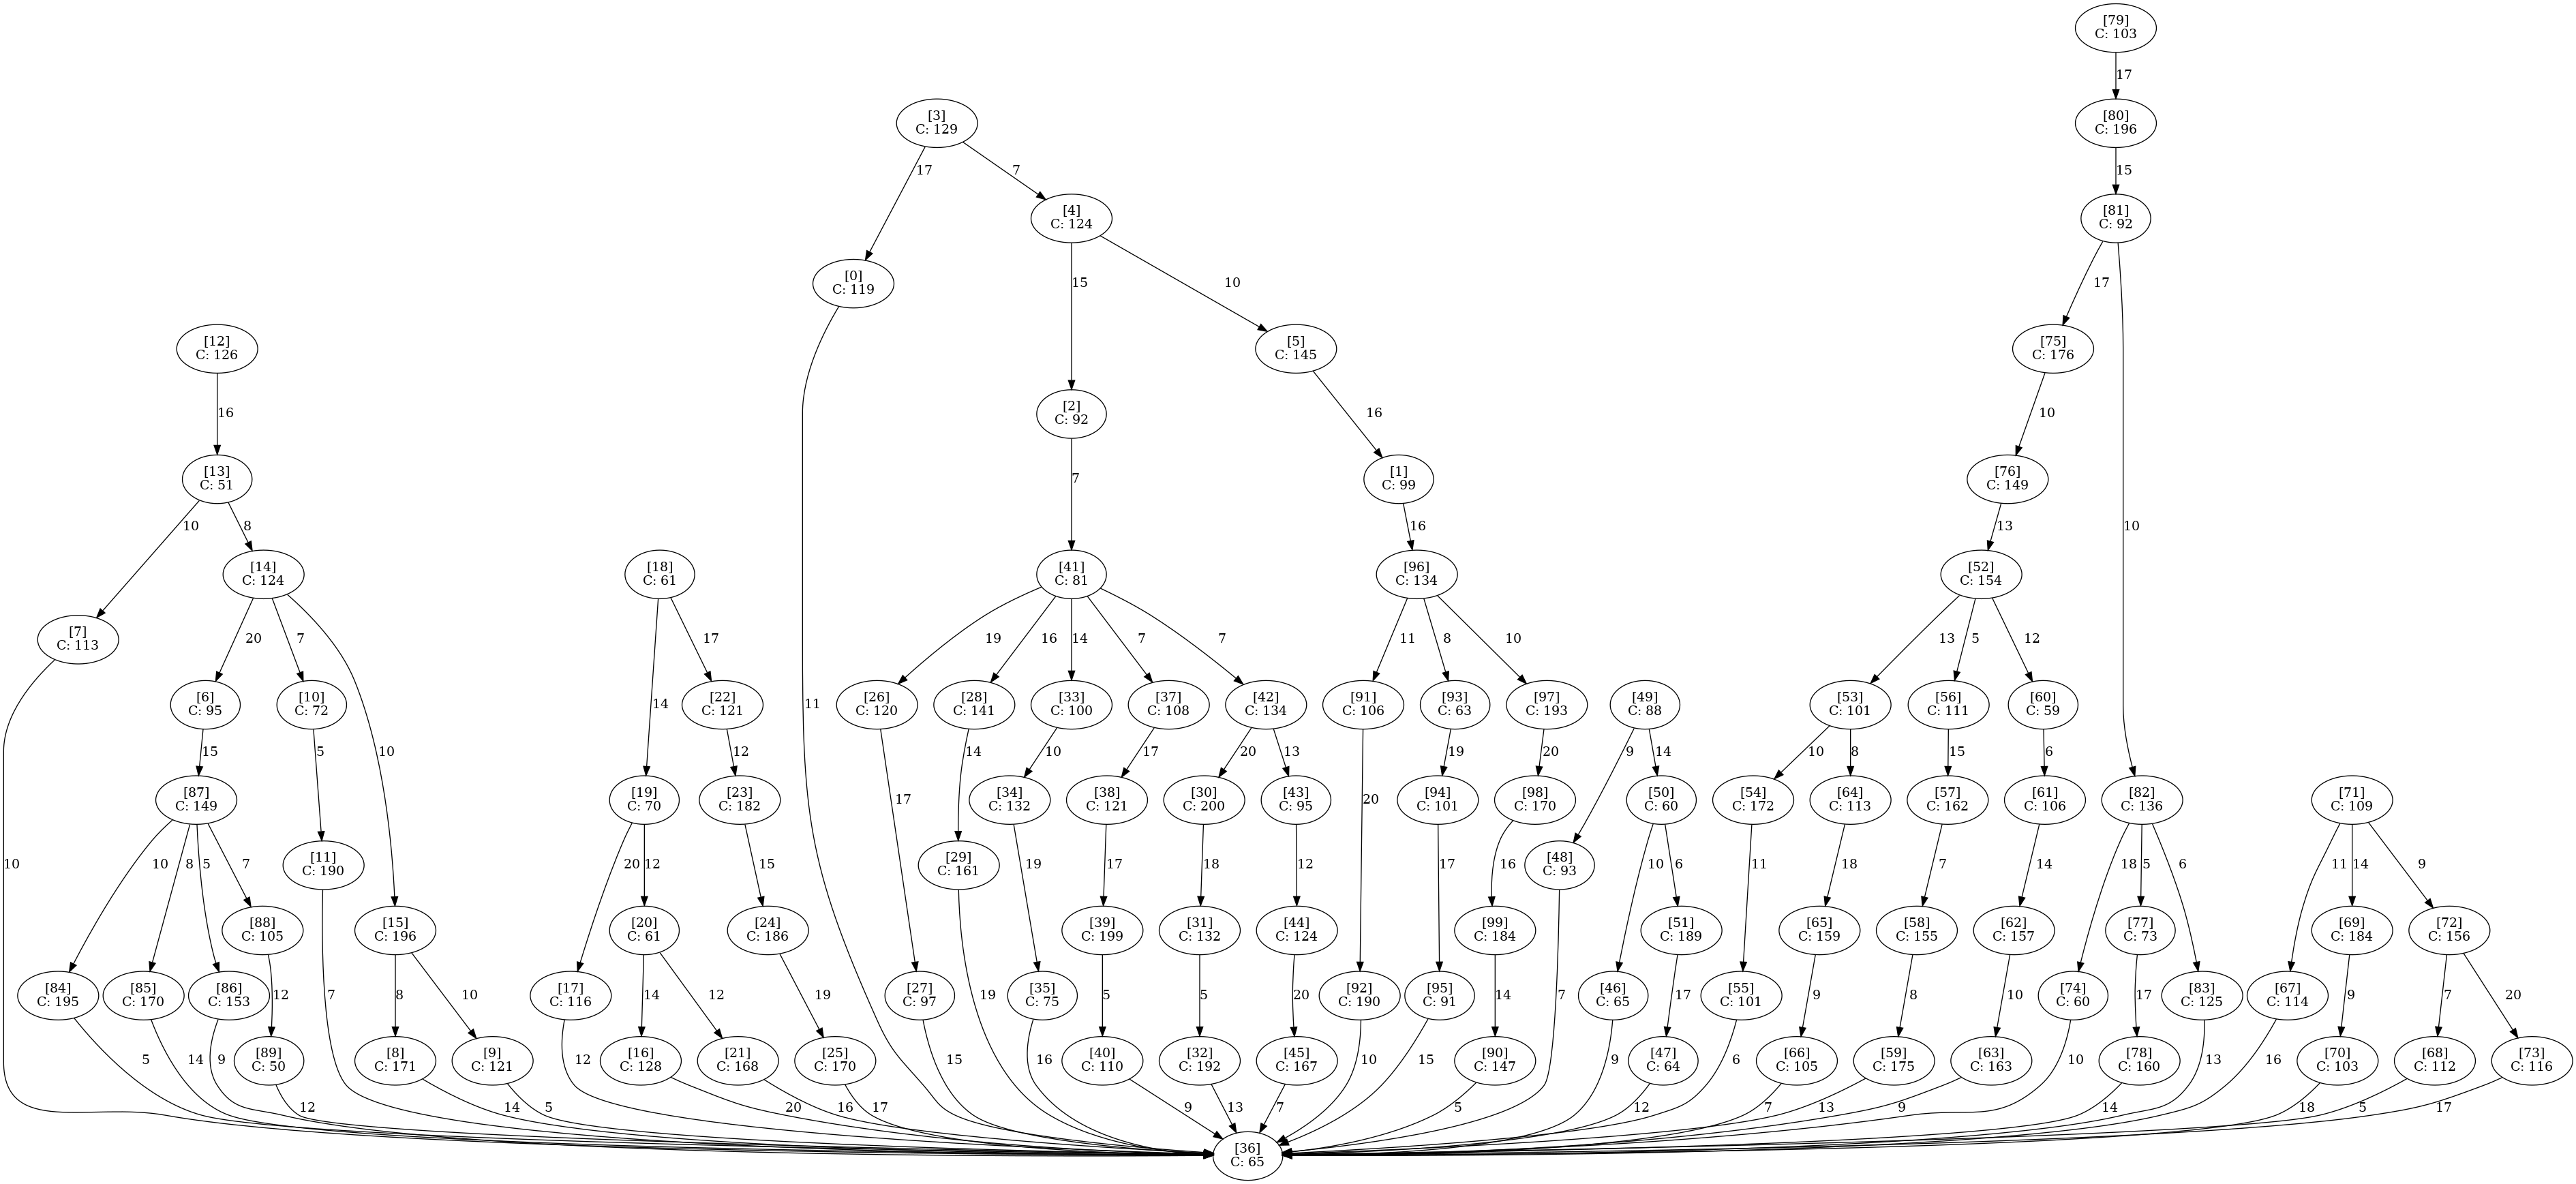 [79]
C: 103
17
[3]
C: 129
[80]
C: 196
17
7
15
[4]
C: 124
[81]
C: 92
[0]
C: 119
15
10
17
[12]
C: 126
[5]
C: 145
[75]
C: 176
16
[2]
C: 92
16
10
[13]
C: 51
7
[1]
C: 99
[76]
C: 149
10
8
16
13
10
[14]
C: 124
[18]
C: 61
[41]
C: 81
[96]
C: 134
[52]
C: 154
[7]
C: 113
20
7
17
19
16
14
7
7
11
8
10
13
5
12
[6]
C: 95
[10]
C: 72
14
[22]
C: 121
11
[26]
C: 120
[28]
C: 141
[33]
C: 100
[37]
C: 108
[42]
C: 134
[91]
C: 106
[93]
C: 63
[97]
C: 193
[49]
C: 88
[53]
C: 101
[56]
C: 111
[60]
C: 59
15
5
10
12
14
10
17
20
13
19
20
9
14
10
8
15
6
[87]
C: 149
[19]
C: 70
[23]
C: 182
17
[34]
C: 132
[38]
C: 121
[30]
C: 200
[43]
C: 95
20
[94]
C: 101
[98]
C: 170
[50]
C: 60
[54]
C: 172
[64]
C: 113
[57]
C: 162
[61]
C: 106
[82]
C: 136
[71]
C: 109
10
10
8
5
7
[11]
C: 190
20
12
15
[29]
C: 161
19
17
18
12
17
16
[48]
C: 93
10
6
11
18
7
14
18
5
6
11
14
9
[88]
C: 105
[15]
C: 196
[20]
C: 61
[24]
C: 186
[39]
C: 199
[31]
C: 132
[44]
C: 124
[99]
C: 184
[51]
C: 189
[65]
C: 159
[58]
C: 155
[62]
C: 157
[77]
C: 73
[69]
C: 184
[72]
C: 156
[84]
C: 195
[85]
C: 170
[86]
C: 153
12
7
8
10
[17]
C: 116
14
12
19
[27]
C: 97
19
[35]
C: 75
5
5
20
[92]
C: 190
[95]
C: 91
14
7
[46]
C: 65
17
[55]
C: 101
9
8
10
[74]
C: 60
17
[83]
C: 125
[67]
C: 114
9
7
20
5
14
9
[89]
C: 50
[8]
C: 171
[9]
C: 121
12
[16]
C: 128
[21]
C: 168
[25]
C: 170
15
16
[40]
C: 110
[32]
C: 192
[45]
C: 167
10
15
[90]
C: 147
9
[47]
C: 64
6
[66]
C: 105
[59]
C: 175
[63]
C: 163
10
[78]
C: 160
13
16
[70]
C: 103
[68]
C: 112
[73]
C: 116
12
14
5
20
16
17
9
13
7
5
12
7
13
9
14
18
5
17
[36]
C: 65